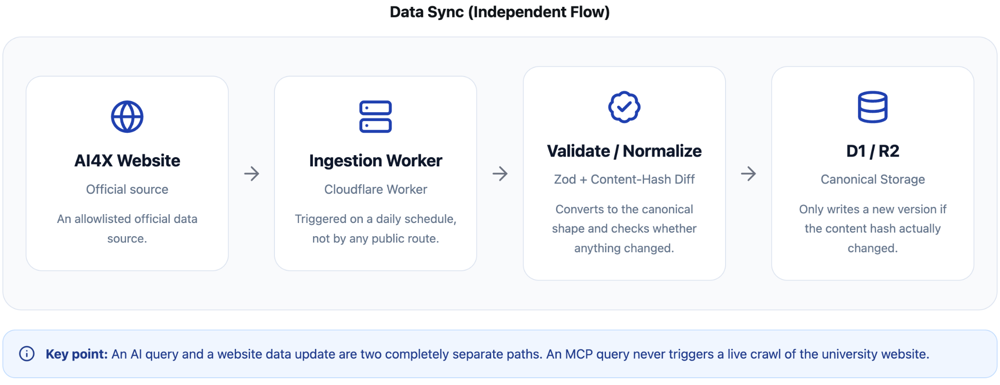 Data Sync (Independent Flow)
AI4X Website
Official source
An allowlisted official data
source.
Ingestion Worker
Cloudflare Worker
Triggered on a daily schedule,
not by any public route.
Validate / Normalize
Zod + Content-Hash Diff
Converts to the canonical
shape and checks whether
anything changed.
D1 / R2
Canonical Storage
Only writes a new version if
the content hash actually
changed.
Key point: An AI query and a website data update are two completely separate paths. An MCP query never triggers a live crawl of the university website.